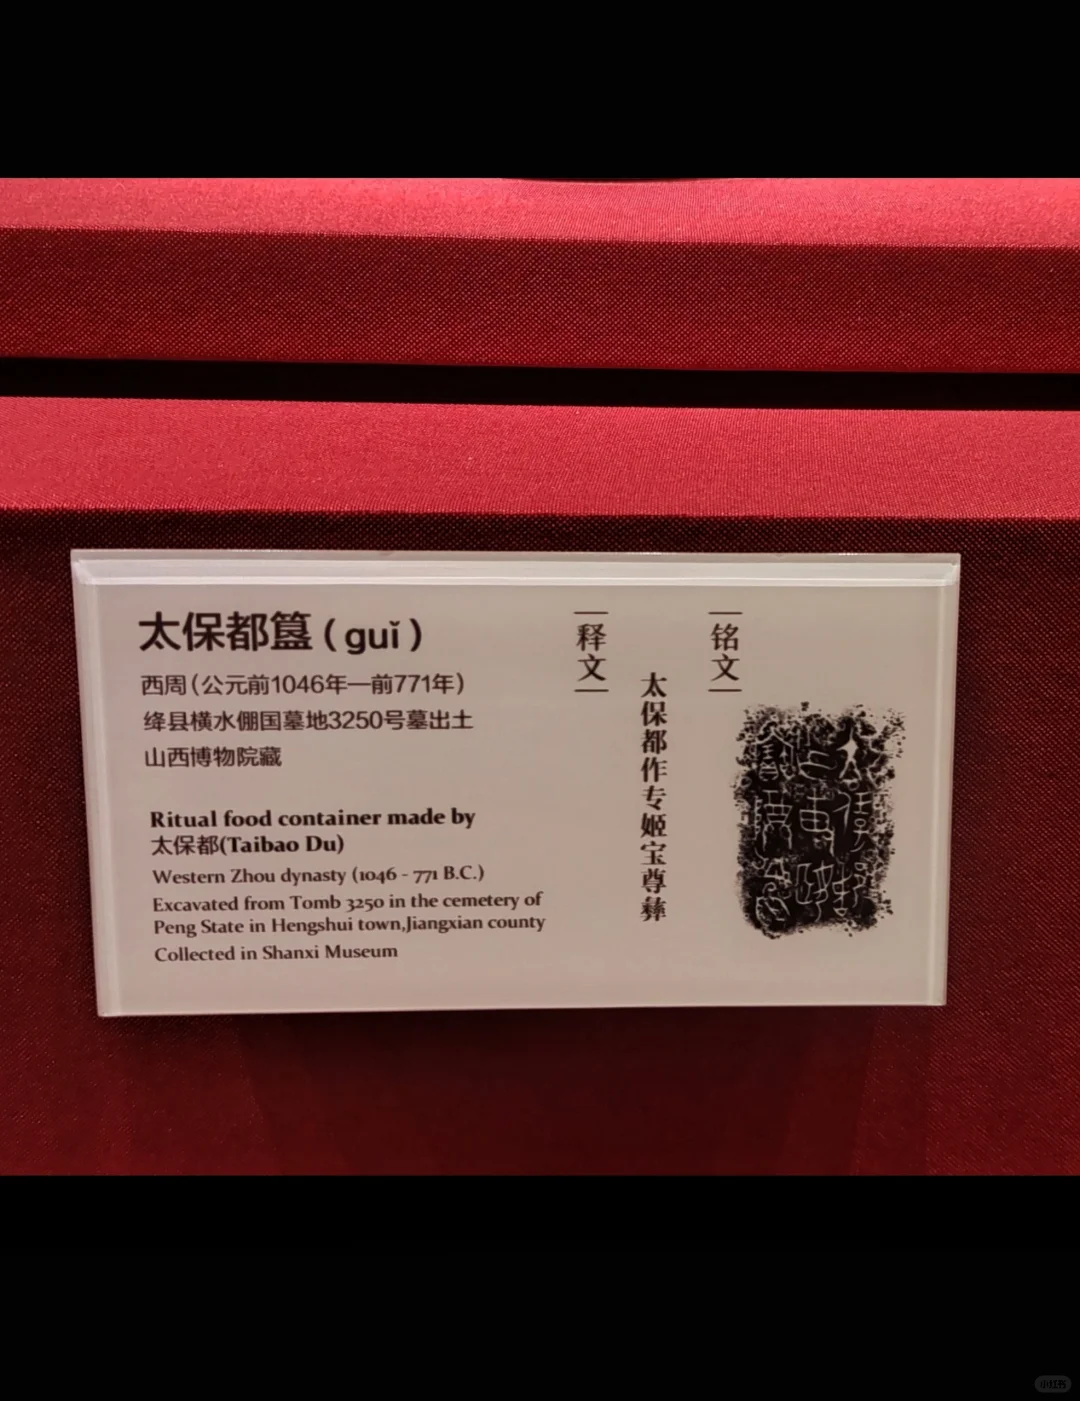 太保都簋(guǐ)
西周(公元前1046年—前771年)
绛县横水倗国墓地3250号墓出土
山西博物院藏
Ritual food container made by
太保都(Taibao Du)
Western Zhou dynasty (1046 - 771 B.C.)
Excavated from Tomb 3250 in the cemetery of
Peng State in Hengshui town,Jiangxian county
Collected in Shanxi Museum
铭文
释文
太保都作专姬宝尊彝
小红书